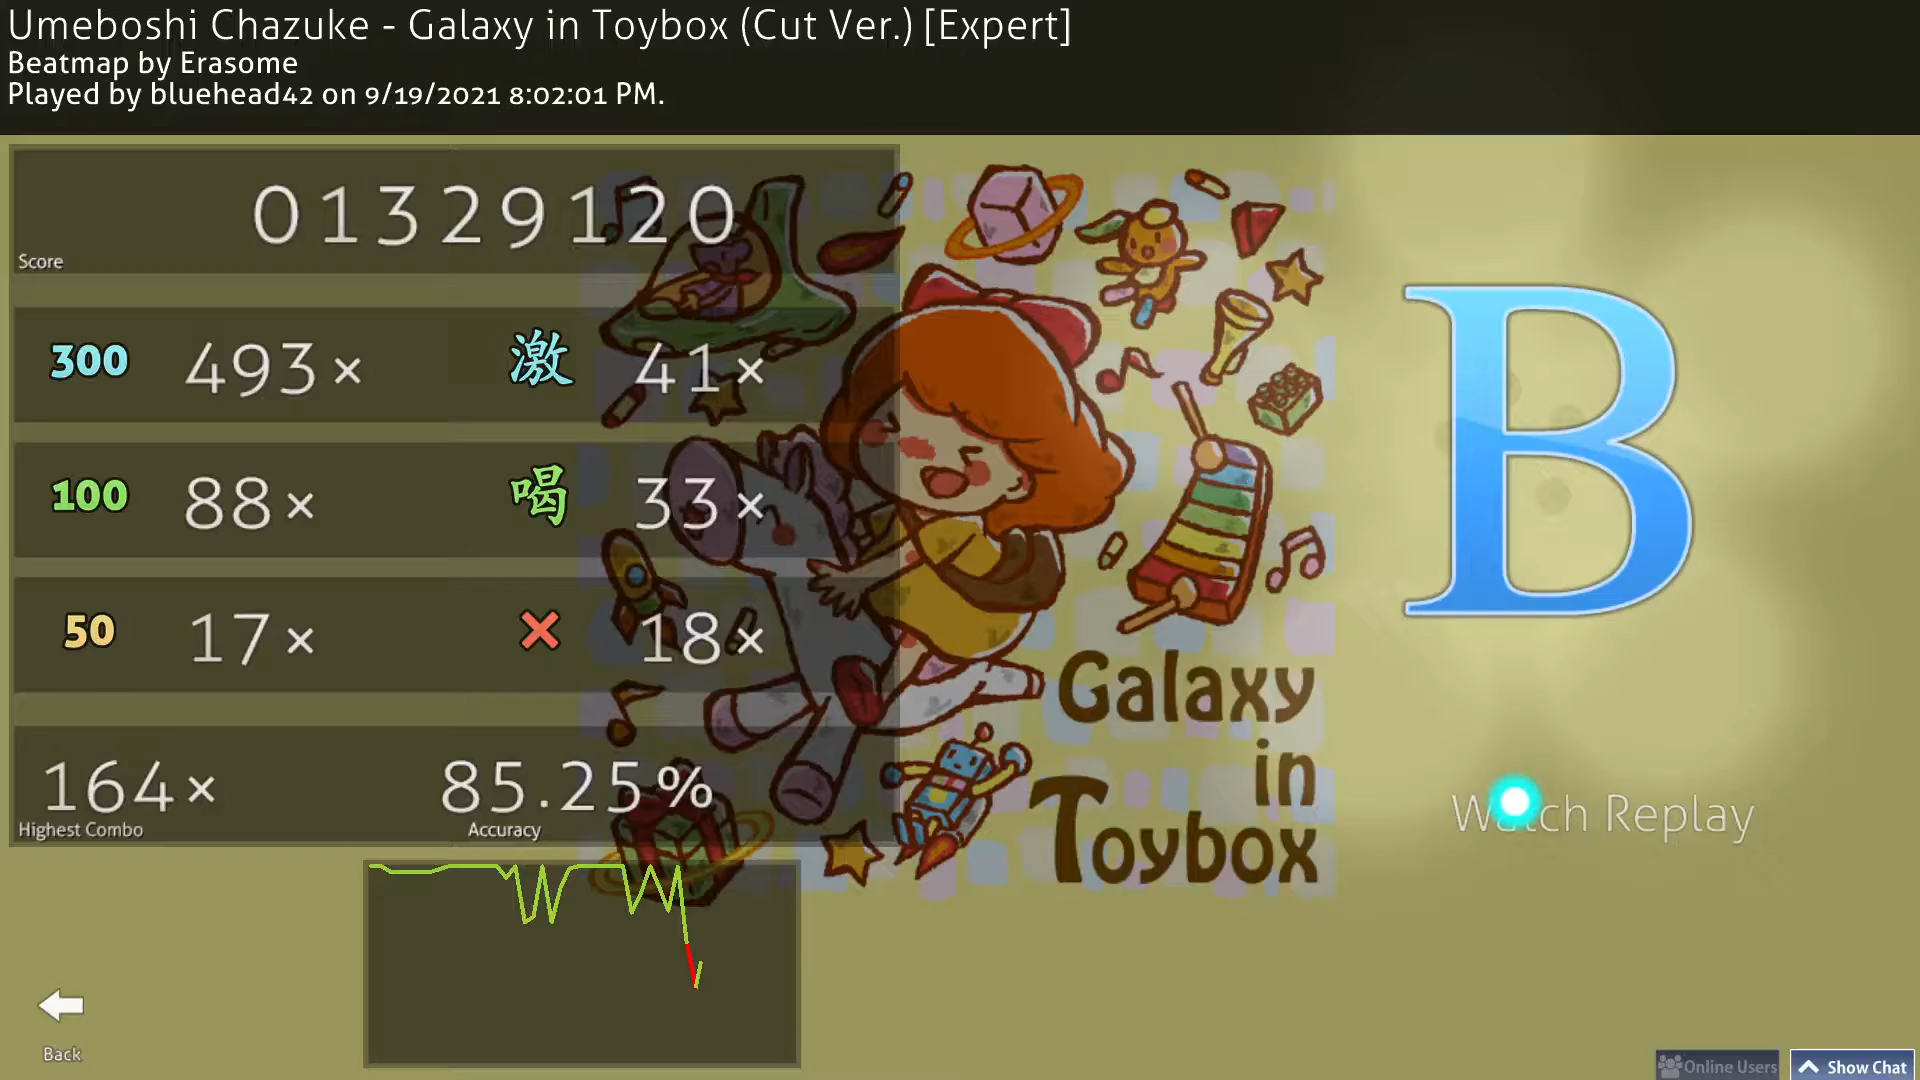 Umeboshi Chazuke - Galaxy in Toybox (Cut Ver.) [Expert]
Beatmap by Erasome
Played by bluehead42 on 9/19/2021 8:02:01 PM.
01329120
Score
300 493× 激 41×
100 88× 喝 33×
50 17× 18×
164× 85.25%
Highest Combo Accuracy
B
Galaxy
in
Toybox
Watch Replay
Back
Online Users Show Chat